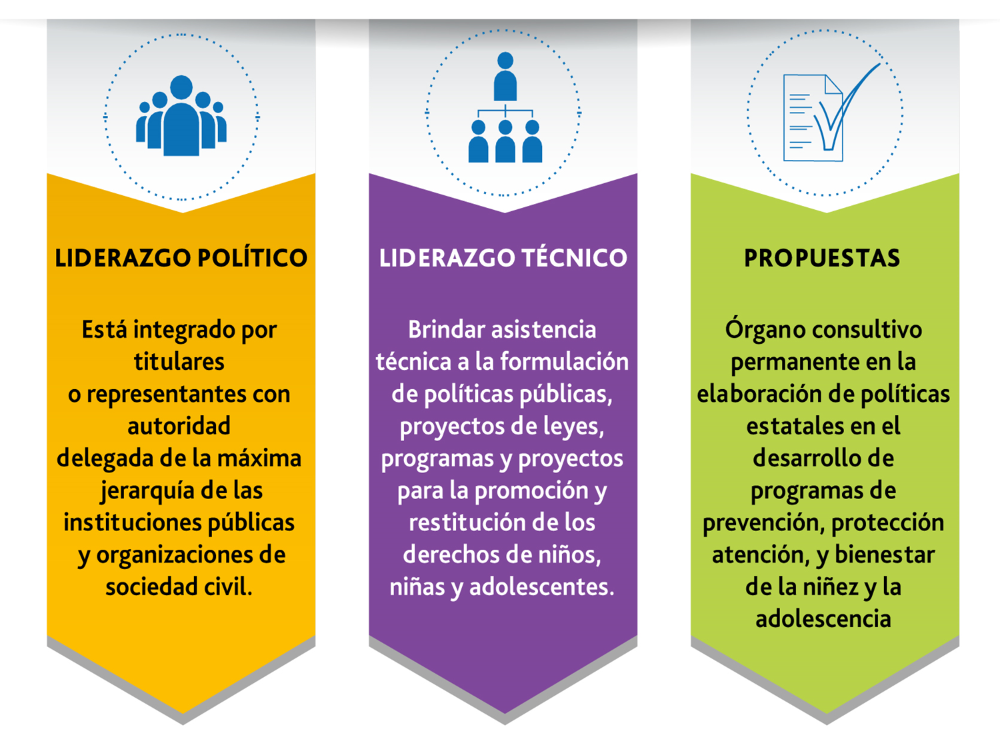 LIDERAZGO POLÍTICO
Está integrado por
titulares
o representantes con
autoridad
delegada de la máxima
jerarquía de las
instituciones públicas
y organizaciones de
sociedad civil.
LIDERAZGO TÉCNICO
Brindar asistencia
técnica a la formulación
de políticas públicas,
proyectos de leyes,
programas y proyectos
para la promoción y
restitución de los
derechos de niños,
niñas y adolescentes.
PROPUESTAS
Órgano consultivo
permanente en la
elaboración de políticas
estatales en el
desarrollo de
programas de
prevención, protección
atención, y bienestar
de la niñez y la
adolescencia